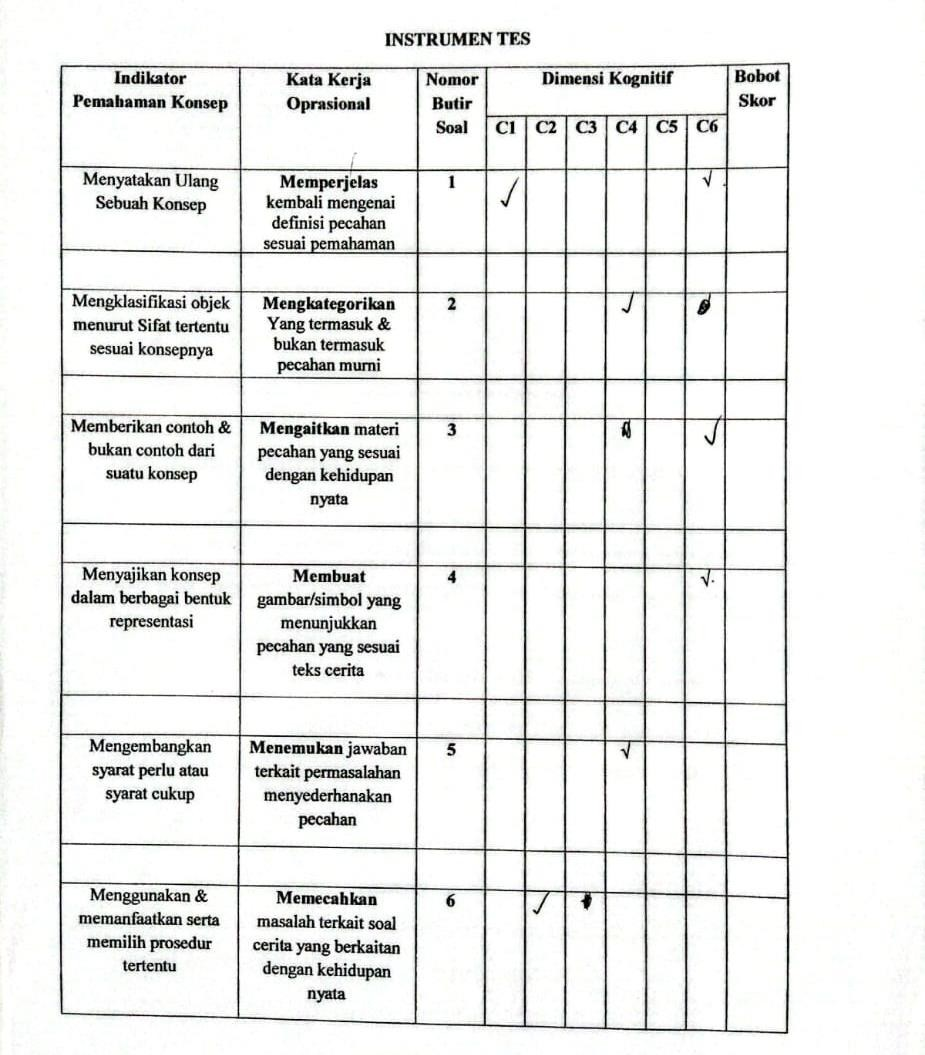 INSTRUMEN TES
Indikator
Pemahaman Konsep
Kata Kerja
Oprasional
Nomor
Butir
Soal
Dimensi Kognitif
Bobot
Skor
C1 C2 C3 C4 C5 C6
Menyatakan Ulang
Sebuah Konsep
Memperjelas
kembali mengenai
definisi pecahan
sesuai pemahaman
1
√ √
Mengklasifikasi objek
menurut Sifat tertentu
sesuai konsepnya
Mengkategorikan
Yang termasuk &
bukan termasuk
pecahan murni
2
√
Memberikan contoh &
bukan contoh dari
suatu konsep
Mengaitkan materi
pecahan yang sesuai
dengan kehidupan
nyata
3
√
Menyajikan konsep
dalam berbagai bentuk
representasi
Membuat
gambar/simbol yang
menunjukkan
pecahan yang sesuai
teks cerita
4
√
Mengembangkan
syarat perlu atau
syarat cukup
Menemukan jawaban
terkait permasalahan
menyederhanakan
pecahan
5
√
Menggunakan &
memanfaatkan serta
memilih prosedur
tertentu
Memecahkan
masalah terkait soal
cerita yang berkaitan
dengan kehidupan
nyata
6
√